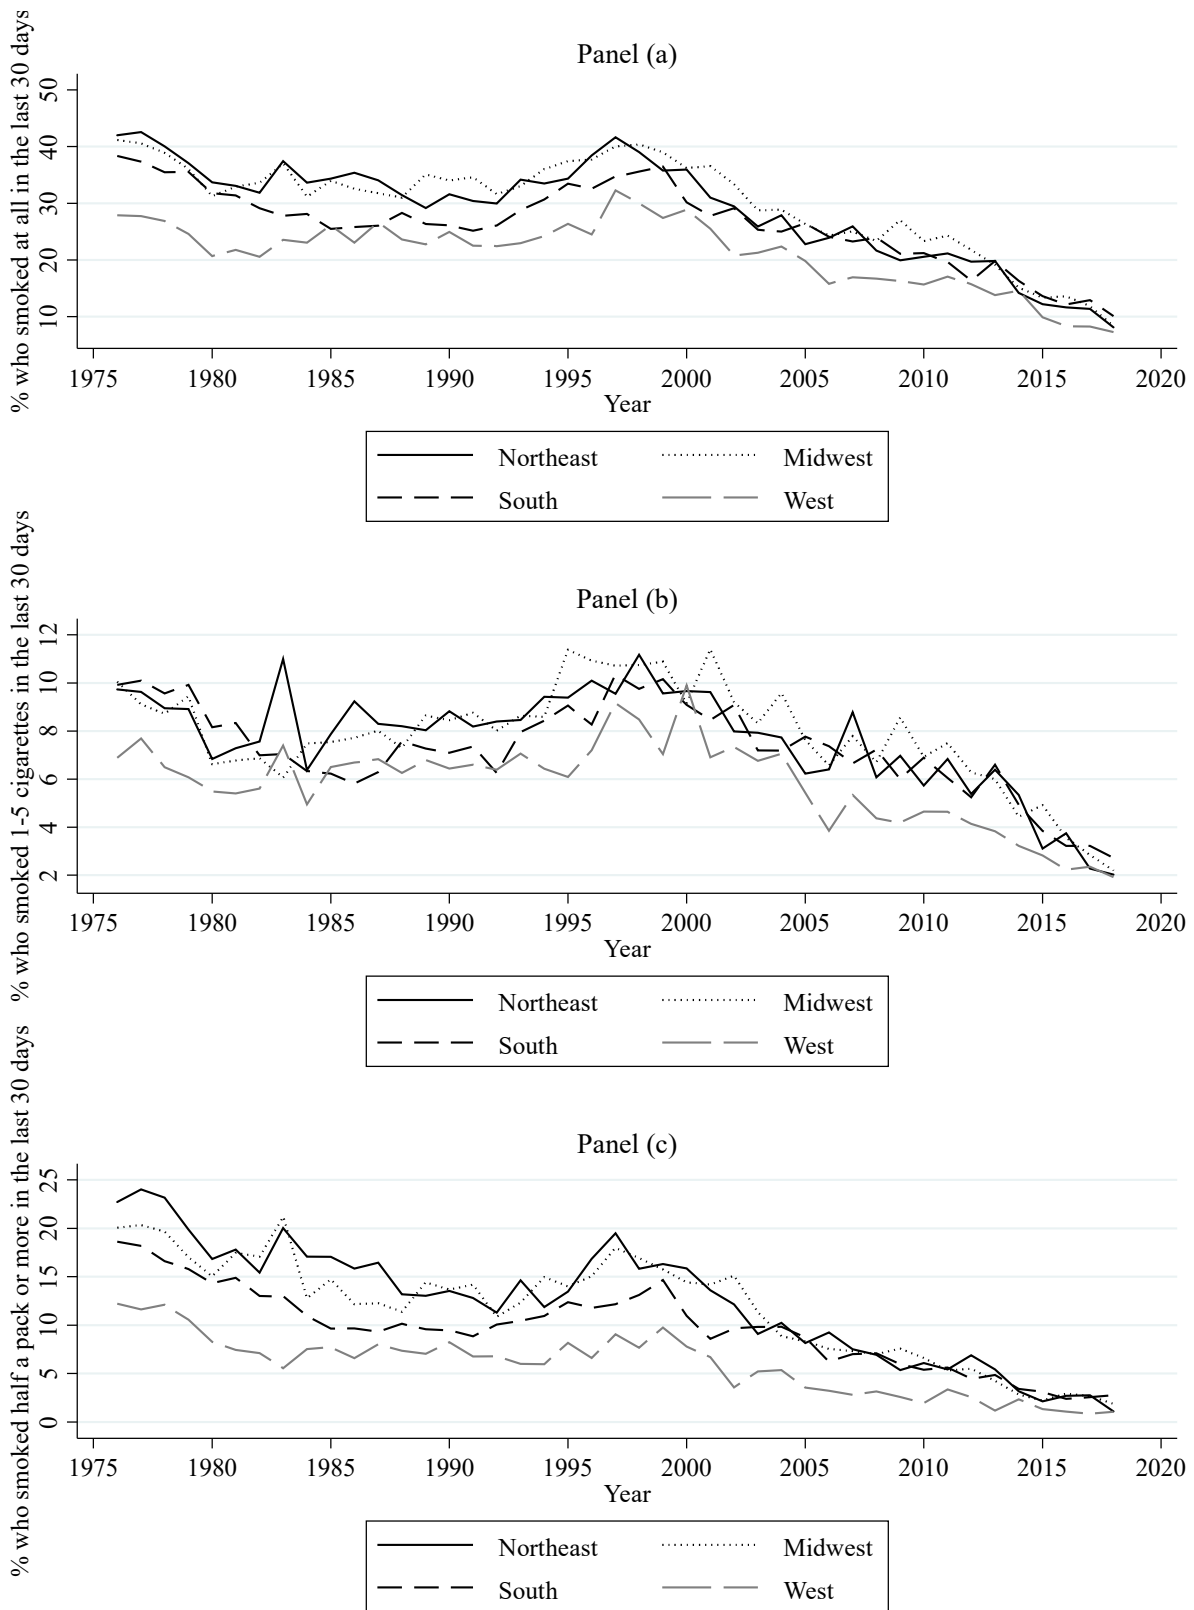 Panel (a)
% who smoked at all in the last 30 days
50
40
30
20
10
1975 1980 1985 1990 1995 2000 2005 2010 2015 2020
Year
Northeast Midwest
South West
Panel (b)
% who smoked 1-5 cigarettes in the last 30 days
12
10
8
6
4
2
1975 1980 1985 1990 1995 2000 2005 2010 2015 2020
Year
Northeast Midwest
South West
Panel (c)
% who smoked half a pack or more in the last 30 days
25
20
15
10
5
0
1975 1980 1985 1990 1995 2000 2005 2010 2015 2020
Year
Northeast Midwest
South West